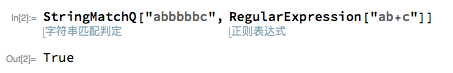 In[2]:= StringMatchQ["abbbbbc", RegularExpression["ab+c"]]
字符串匹配判定 正则表达式
Out[2]= True